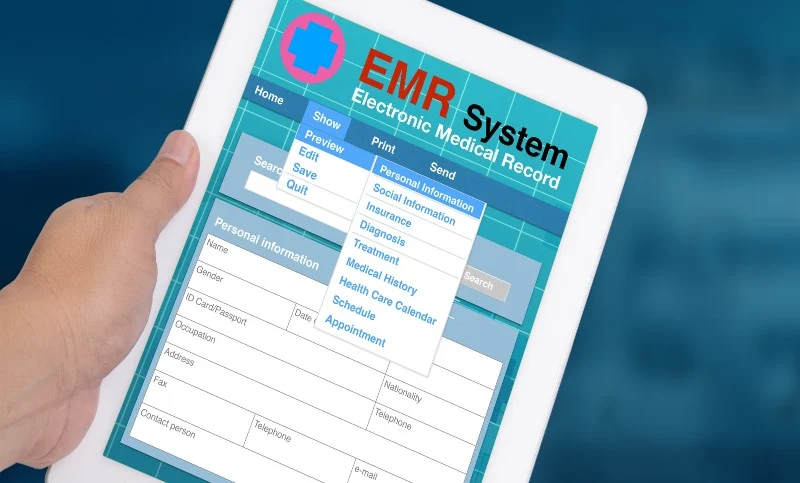 EMR System
Electronic Medical Record
Home
Show
Print
Send
Preview
Edit
Save
Quit
Personal Information
Social Information
Insurance
Diagnosis
Treatment
Medical History
Health Care Calendar
Schedule
Appointment
Search
Personal information
Name
Gender
ID Card/Passport
Occupation
Nationality
Address
Telephone
Fax
Contact person
Telephone
e-mail